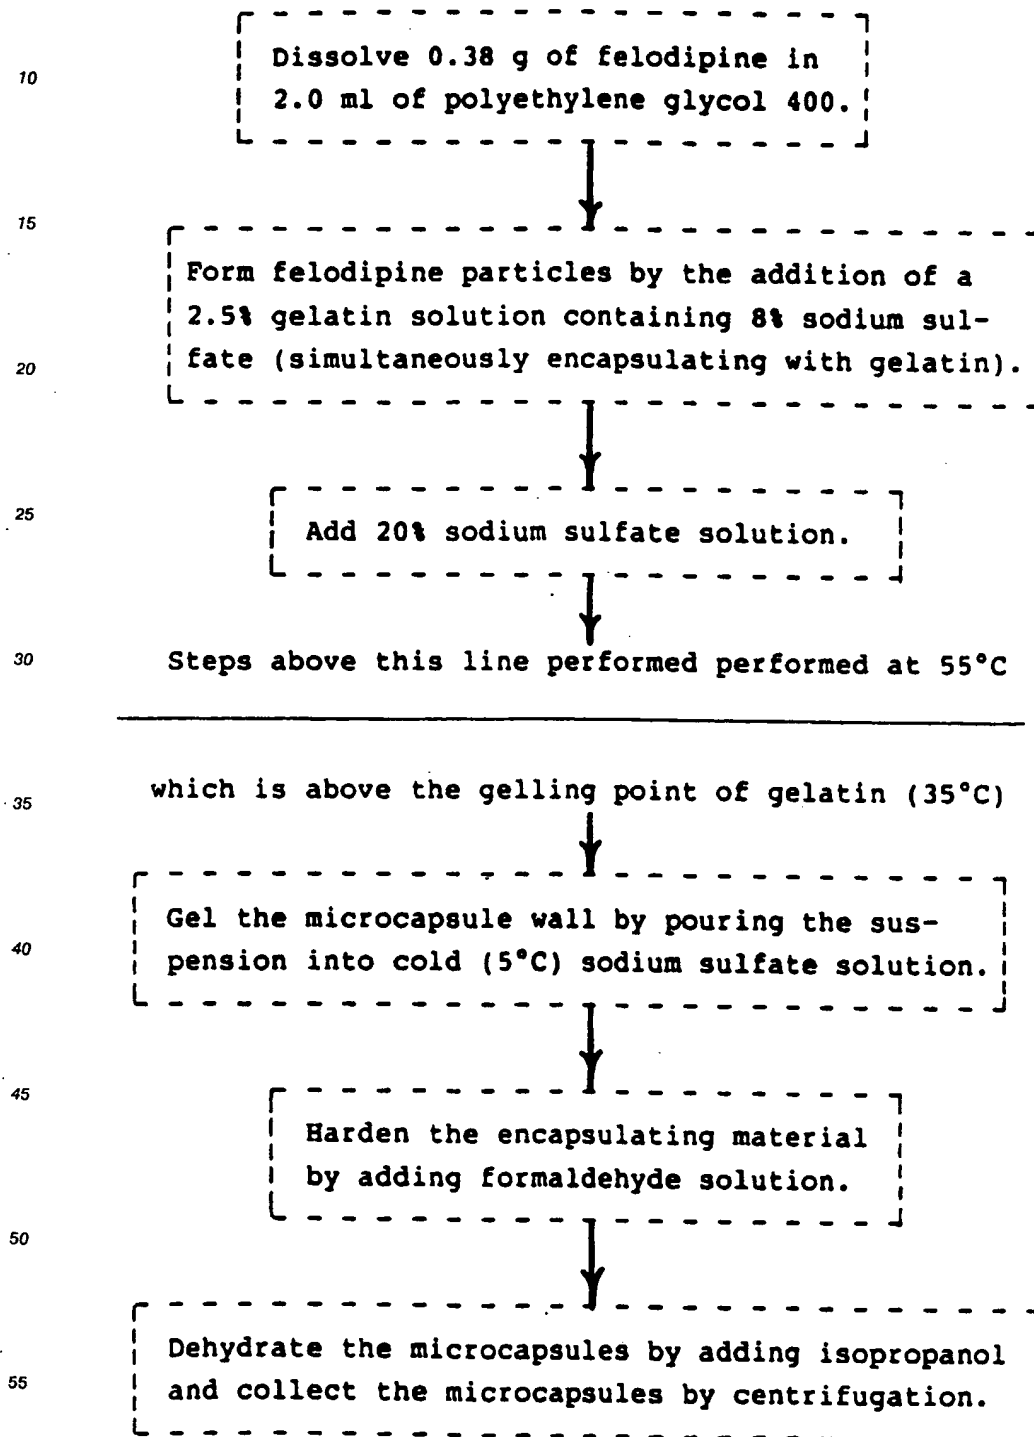 10
Dissolve 0.38 g of felodipine in
2.0 ml of polyethylene glycol 400.
15
Form felodipine particles by the addition of a
2.5% gelatin solution containing 8% sodium sul-
20
fate (simultaneously encapsulating with gelatin).
25
Add 20% sodium sulfate solution.
30
Steps above this line performed performed at 55°C
35
which is above the gelling point of gelatin (35°C)
Gel the microcapsule wall by pouring the sus-
40
pension into cold (5°C) sodium sulfate solution.
45
Harden the encapsulating material
by adding formaldehyde solution.
50
Dehydrate the microcapsules by adding isopropanol
55
and collect the microcapsules by centrifugation.